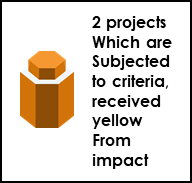 2 projects
Which are
Subjected
to criteria,
received
yellow
From
impact